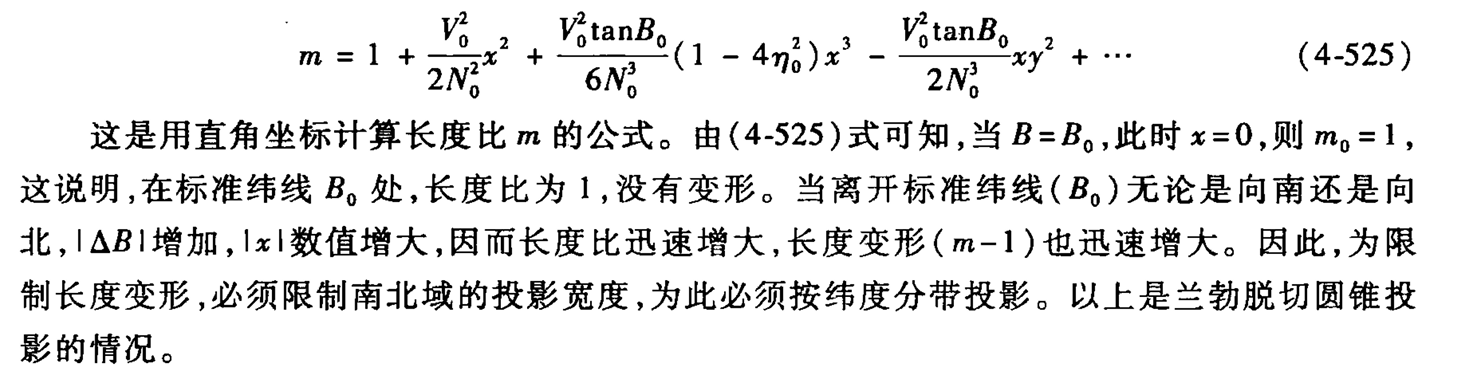 m = 1 + \frac{V_0^2}{2N_0^2}x^2 + \frac{V_0^2 \tan B_0}{6N_0^3}(1 - 4\eta_0^2)x^3 - \frac{V_0^2 \tan B_0}{2N_0^3}xy^2 + ⋯ (4-525)
这是用直角坐标计算长度比 m 的公式。由(4-525)式可知,当 B=B₀,此时 x=0,则 m₀=1,
这说明,在标准纬线 B₀ 处,长度比为 1,没有变形。当离开标准纬线(B₀)无论是向南还是向
北,|ΔB|增加,|x|数值增大,因而长度比迅速增大,长度变形(m-1)也迅速增大。因此,为限
制长度变形,必须限制南北域的投影宽度,为此必须按纬度分带投影。以上是兰勃脱切圆锥投
影的情况。